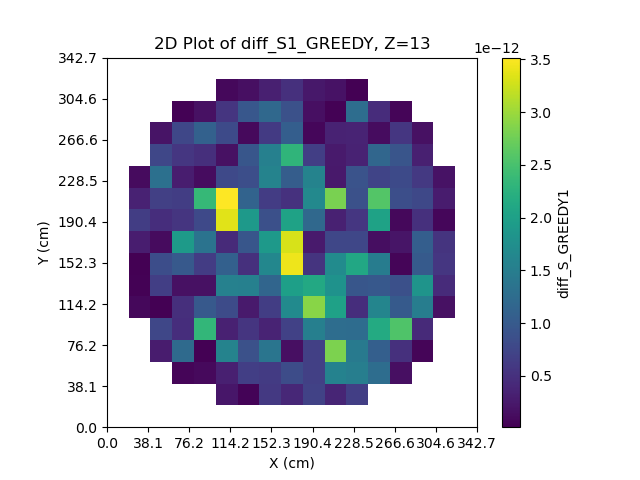 2D Plot of diff_S1_GREEDY, Z=13
1e−12
342.7
304.6
266.6
228.5
190.4
152.3
114.2
76.2
38.1
0.0
Y (cm)
0.0 38.1 76.2 114.2 152.3 190.4 228.5 266.6 304.6 342.7
X (cm)
3.5
3.0
2.5
2.0
1.5
1.0
0.5
diff_S_GREEDY1